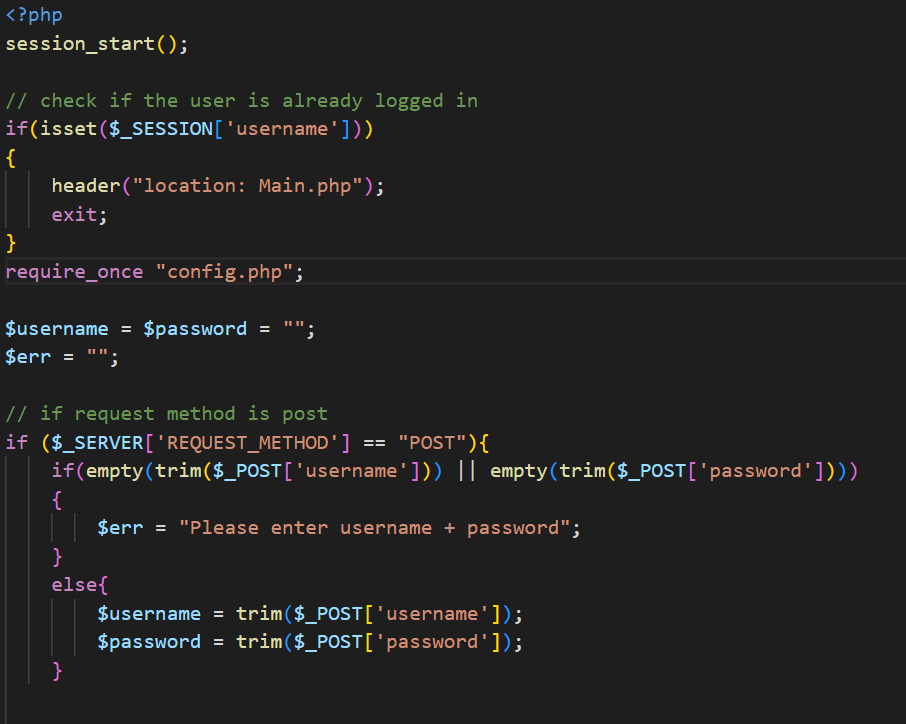 <?php
session_start();
// check if the user is already logged in
if(isset($_SESSION['username']))
{
header("location: Main.php");
exit;
}
require_once "config.php";
$username = $password = "";
$err = "";
// if request method is post
if ($_SERVER['REQUEST_METHOD'] == "POST"){
if(empty(trim($_POST['username'])) || empty(trim($_POST['password'])))
{
$err = "Please enter username + password";
}
else{
$username = trim($_POST['username']);
$password = trim($_POST['password']);
}